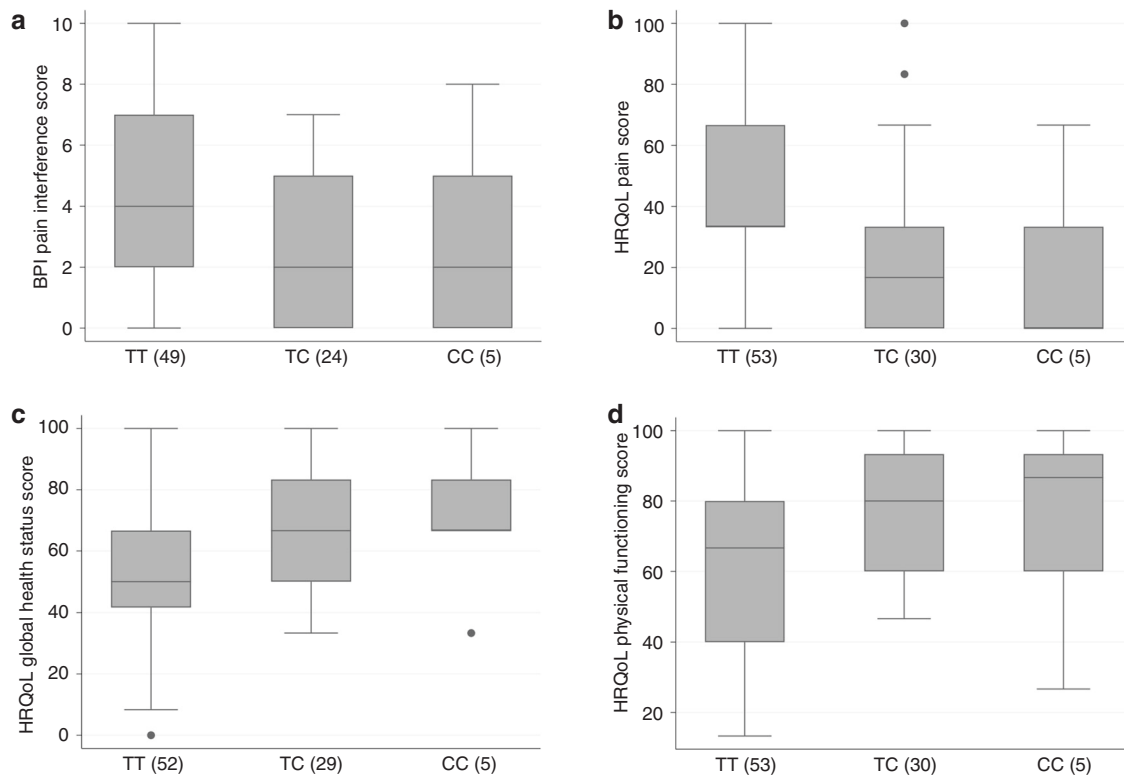 a
BPI pain interference score
10
8
6
4
2
0
TT (49) TC (24) CC (5)
b
HRQoL pain score
100
80
60
40
20
0
TT (53) TC (30) CC (5)
c
HRQoL global health status score
100
80
60
40
20
0
TT (52) TC (29) CC (5)
d
HRQoL physical functioning score
100
80
60
40
20
TT (53) TC (30) CC (5)